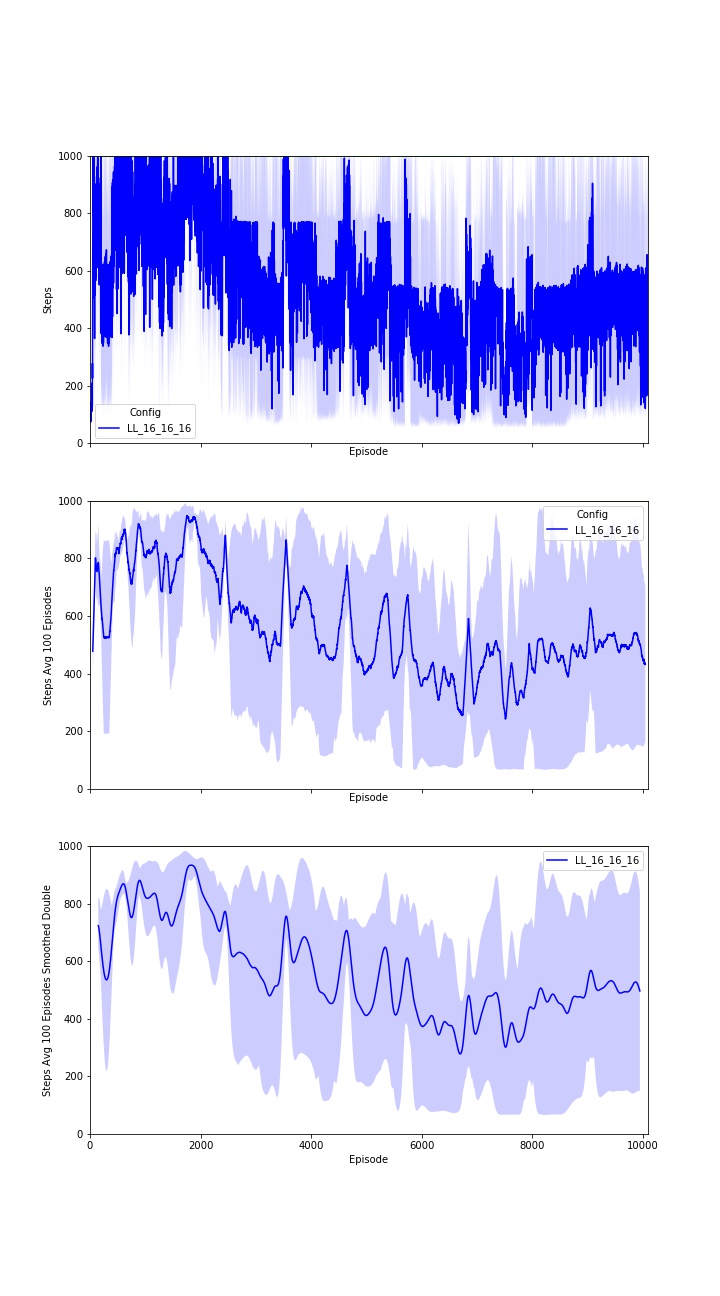 1000
800
600
400
200
0
Steps
Config
LL_16_16_16
Episode
1000
800
600
400
200
0
Steps Avg 100 Episodes
Config
LL_16_16_16
Episode
1000
800
600
400
200
0
Steps Avg 100 Episodes Smoothed Double
LL_16_16_16
0 2000 4000 6000 8000 10000
Episode